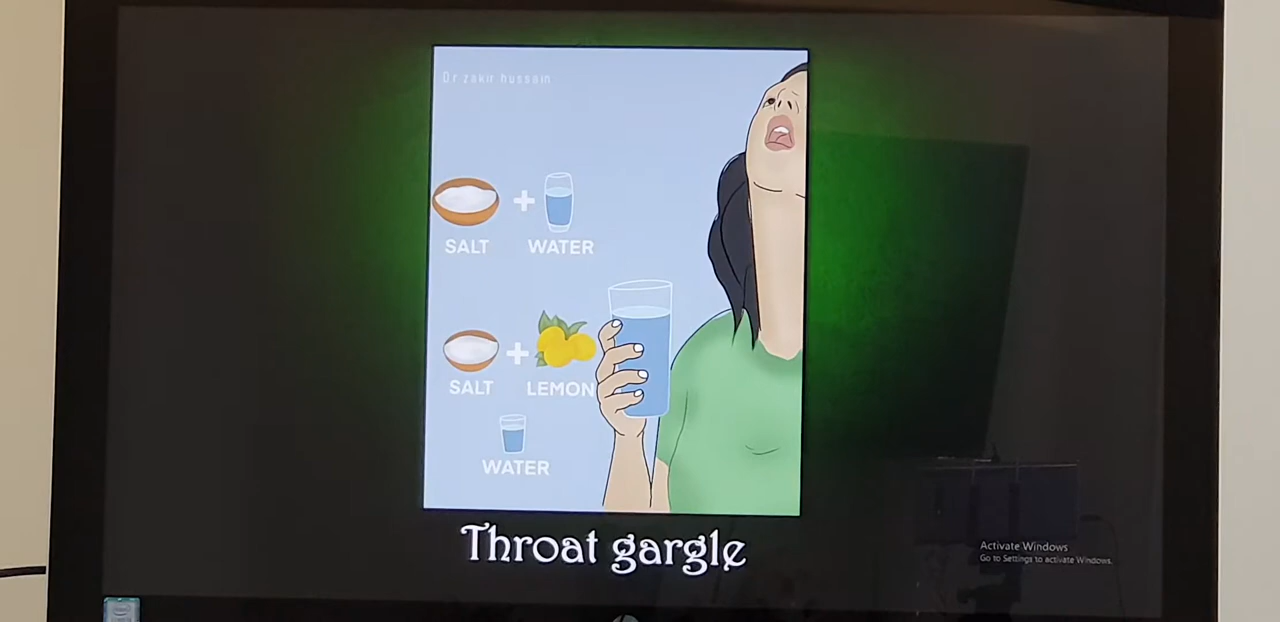 Dr zakir hussain
SALT
WATER
SALT
LEMON
WATER
Throat gargle
Activate Windows
Go to Settings to activate Windows.